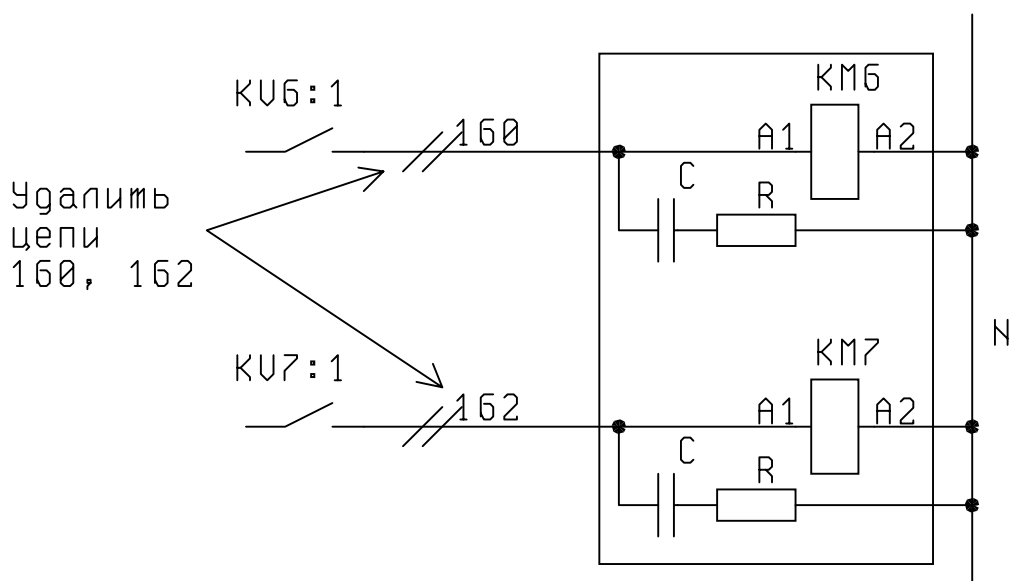 KV6:1
160
KM6
A1
A2
C
R
Удалить
цепи
160, 162
N
KV7:1
162
KM7
A1
A2
C
R